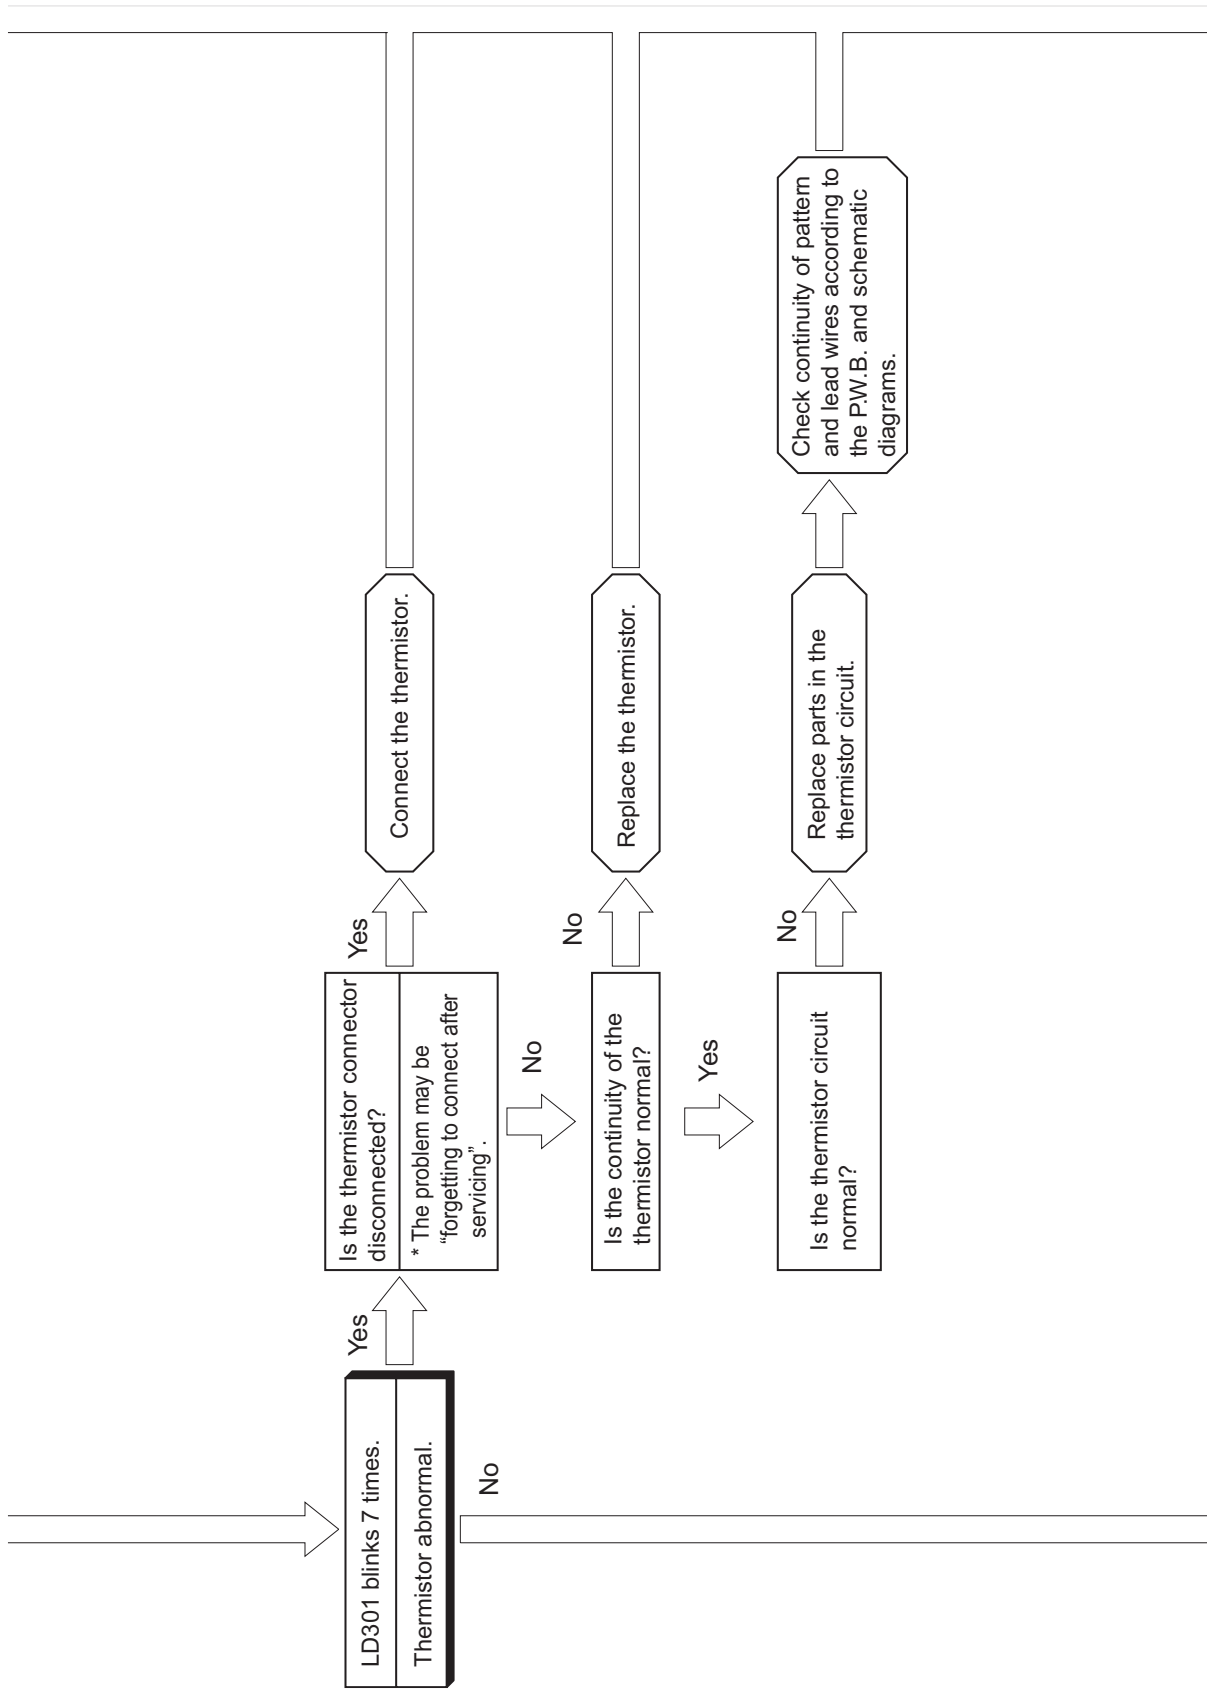 LD301 blinks 7 times.
Thermistor abnormal.
Yes
No
Is the thermistor connector
disconnected?
* The problem may be
“forgetting to connect after
servicing”.
Yes
Connect the thermistor.
No
Is the continuity of the
thermistor normal?
No
Replace the thermistor.
Yes
Is the thermistor circuit
normal?
No
Replace parts in the
thermistor circuit.
Check continuity of pattern
and lead wires according to
the P.W.B. and schematic
diagrams.